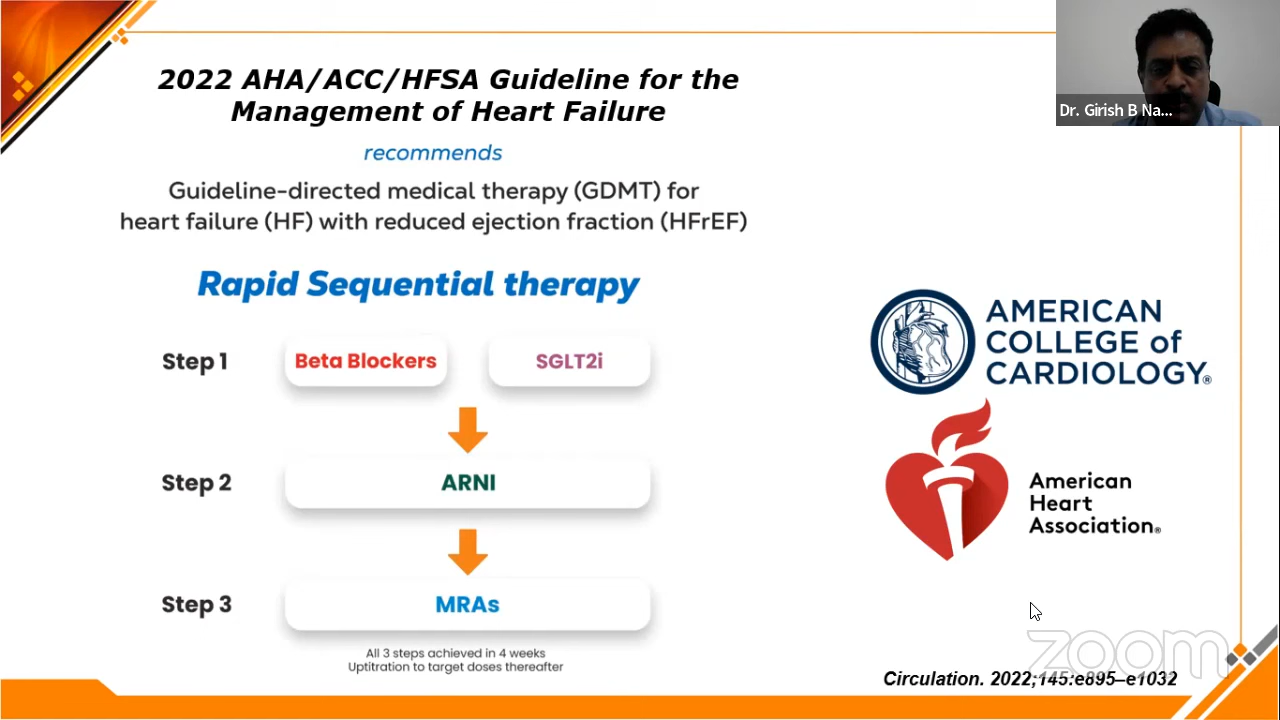 2022 AHA/ACC/HFSA Guideline for the
Management of Heart Failure
recommends
Guideline-directed medical therapy (GDMT) for
heart failure (HF) with reduced ejection fraction (HFrEF)
Rapid Sequential therapy
Step 1
Beta Blockers
SGLT2i
Step 2
ARNI
Step 3
MRAs
All 3 steps achieved in 4 weeks
Uptitration to target doses thereafter
Dr. Girish B Na...
AMERICAN
COLLEGE of
CARDIOLOGY®
American
Heart
Association®
zoom
Circulation. 2022;145:e895–e1032